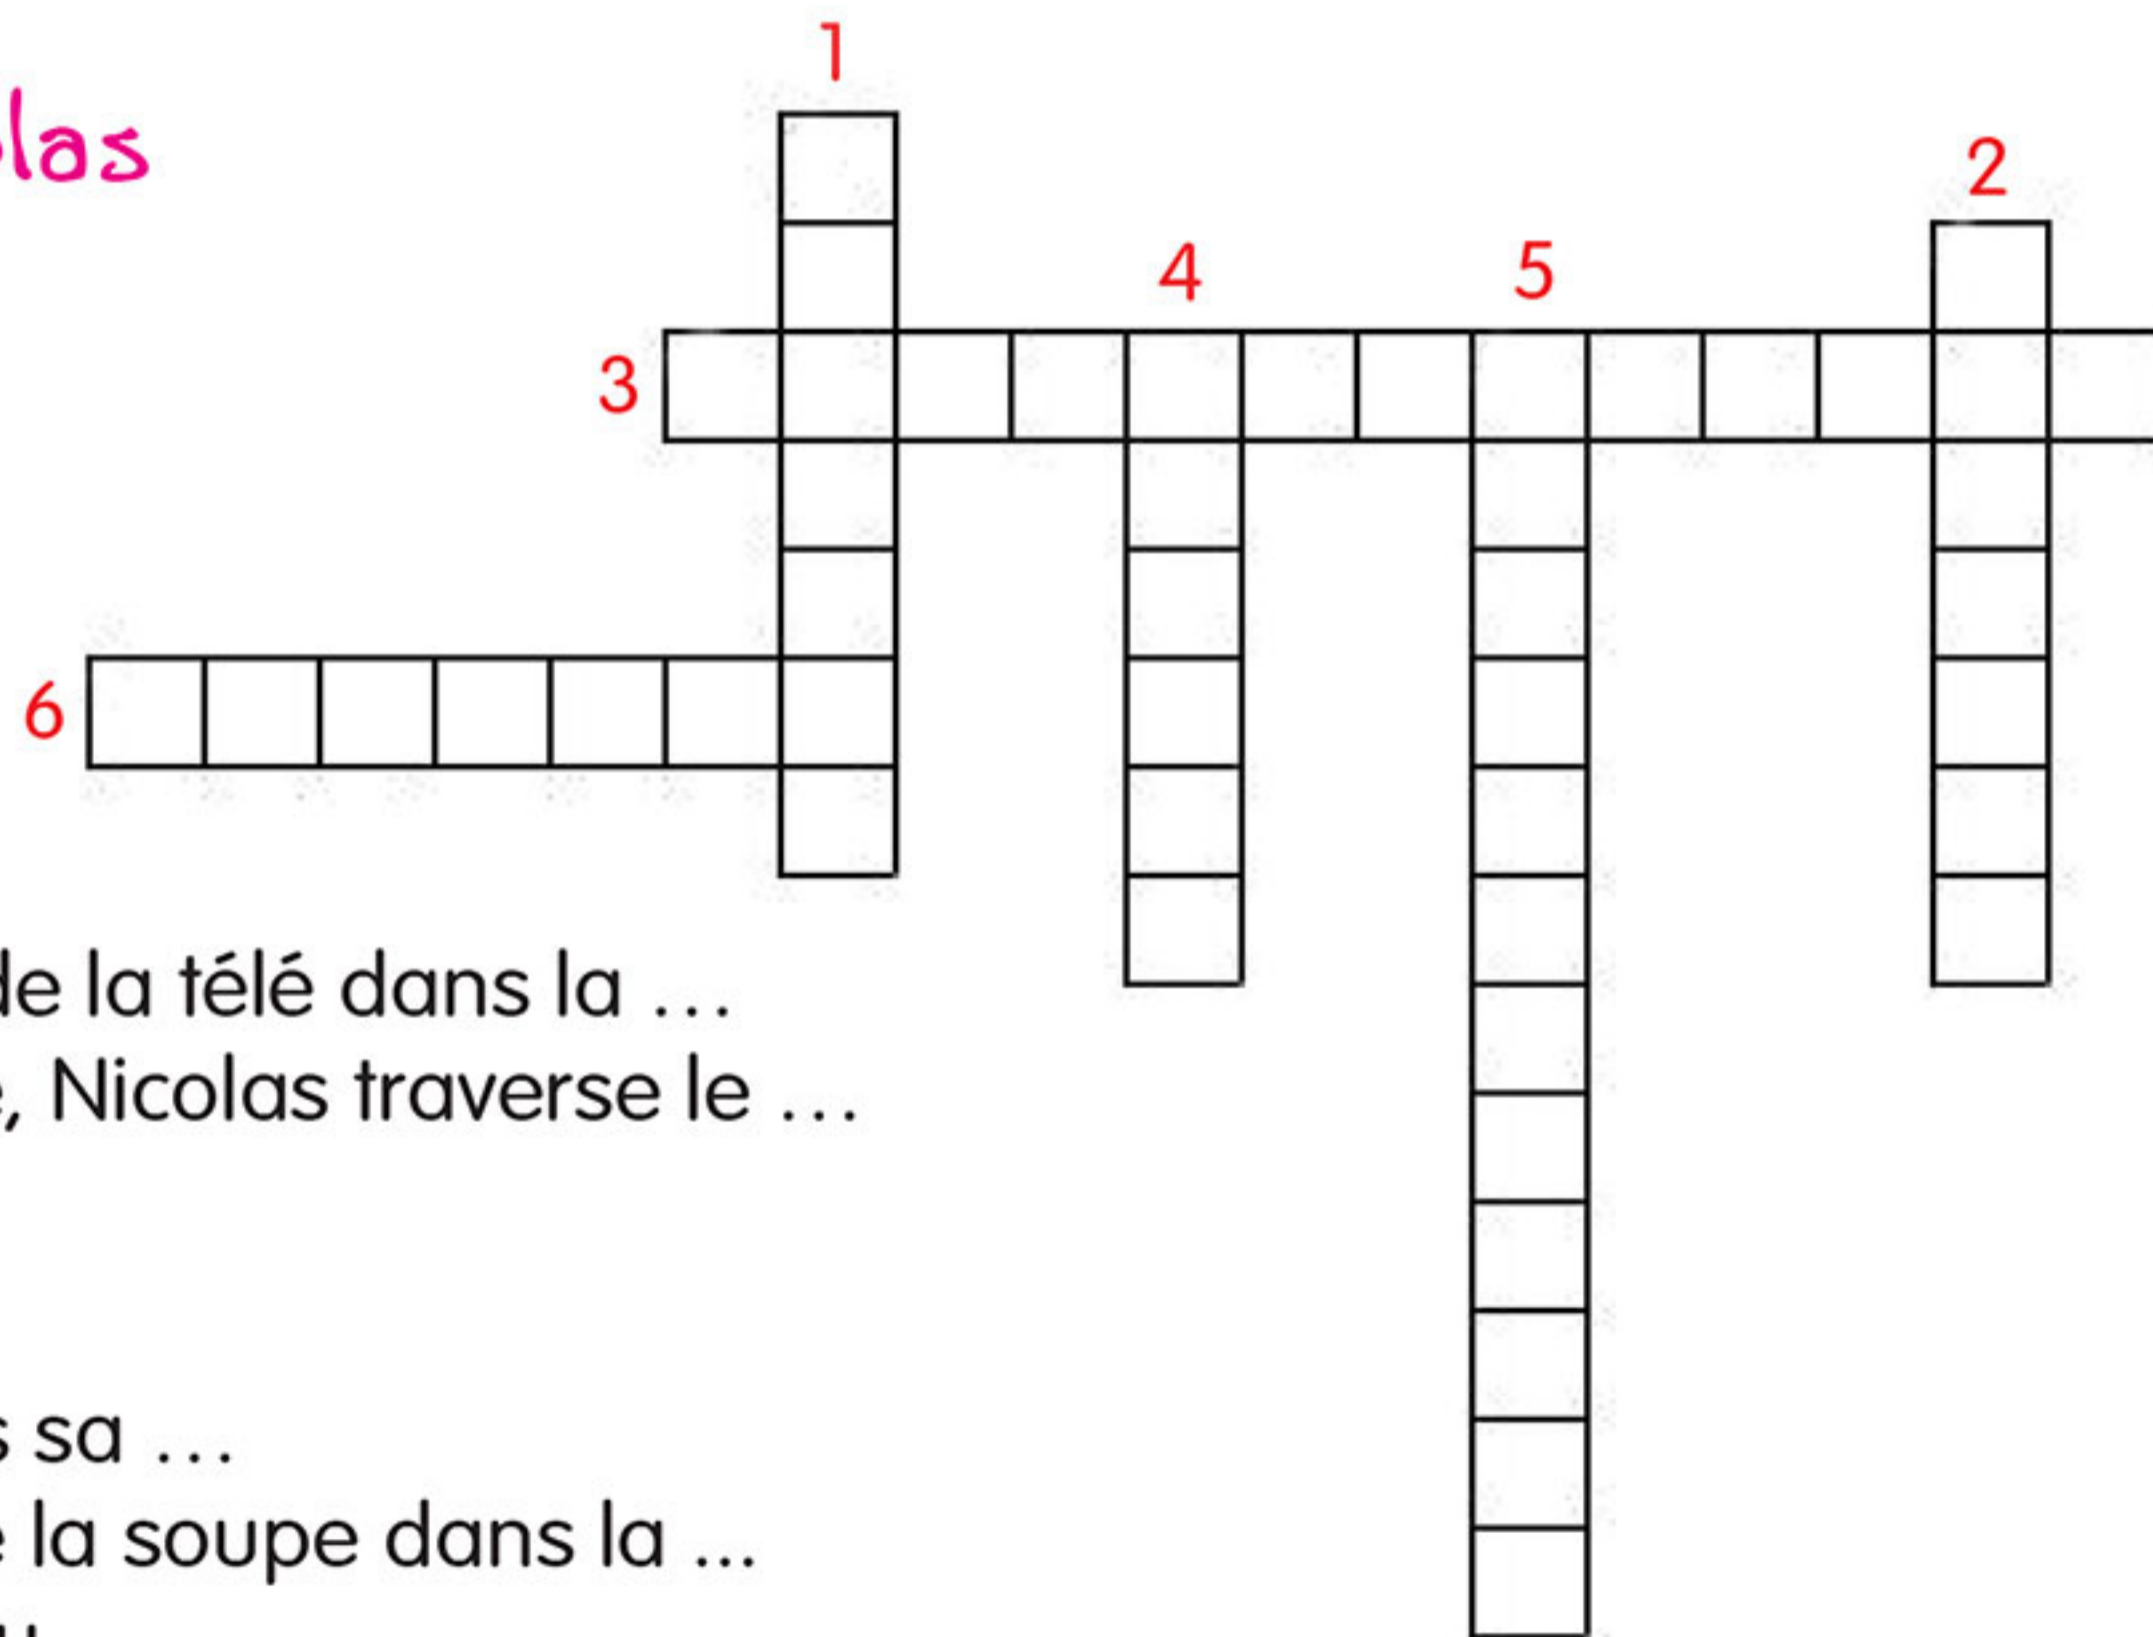 las
1
2
4
5
3
6
de la télé dans la ...
, Nicolas traverse le ...
sa ...
la soupe dans la ...